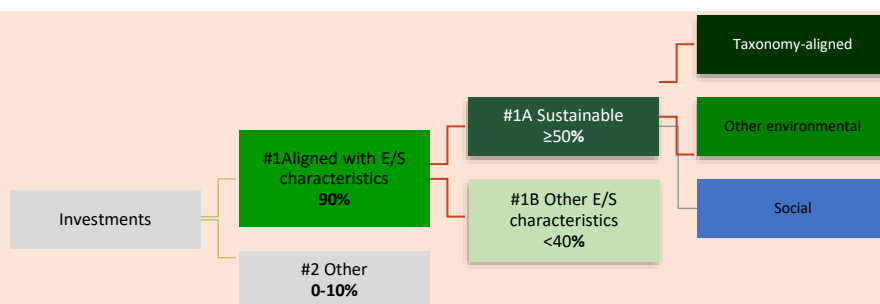 Taxonomy-aligned
#1A Sustainable
≥50%
Other environmental
#1Aligned with E/S
characteristics
90%
Investments
#1B Other E/S
characteristics
<40%
Social
#2 Other
0-10%